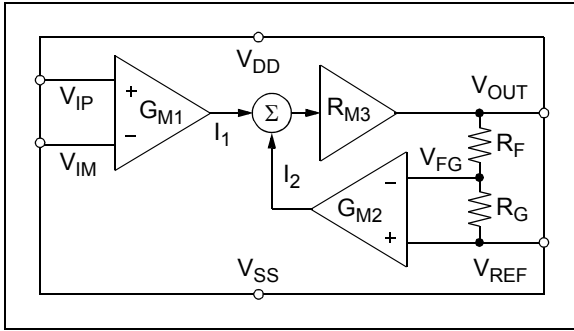 V_DD
V_OUT
V_IP
+
G_M1
−
V_IM
I_1
Σ
R_M3
R_F
V_FG
I_2
−
G_M2
+
R_G
V_SS
V_REF